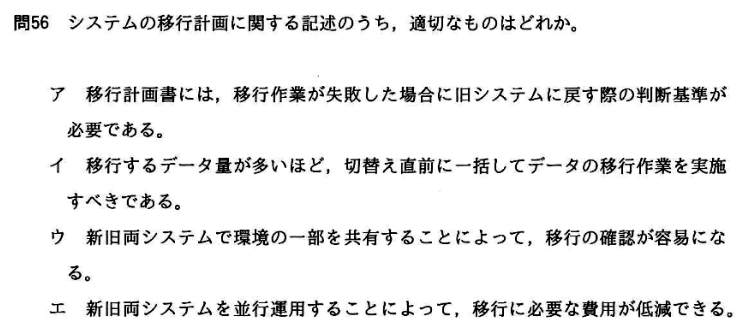 問56 システムの移行計画に関する記述のうち，適切なものはどれか。
ア 移行計画書には，移行作業が失敗した場合に旧システムに戻す際の判断基準が
必要である。
イ 移行するデータ量が多いほど，切替え直前に一括してデータの移行作業を実施
すべきである。
ウ 新旧両システムで環境の一部を共有することによって，移行の確認が容易にな
る。
エ 新旧両システムを並行運用することによって，移行に必要な費用が低減できる。